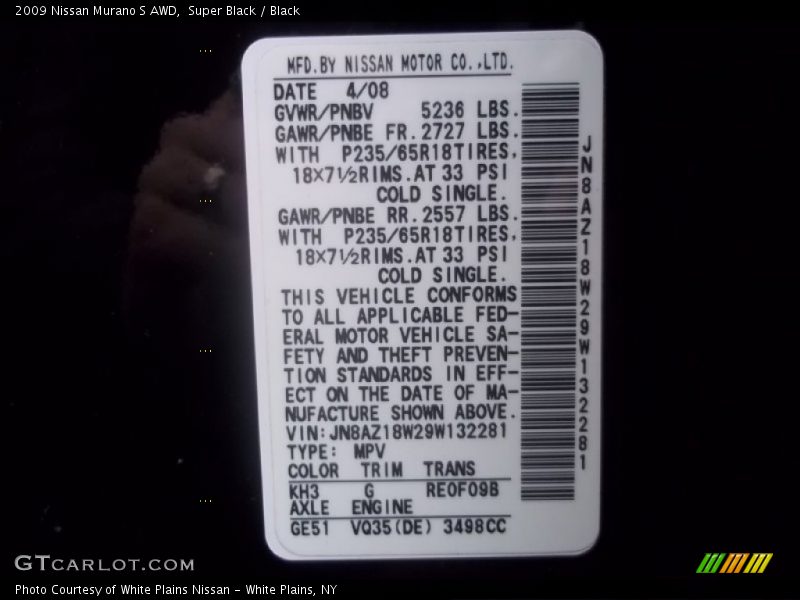 2009 Nissan Murano S AWD, Super Black / Black
MFD.BY NISSAN MOTOR CO.,LTD.
DATE 4/08
GVWR/PNBV 5236 LBS.
GAWR/PNBE FR.2727 LBS.
WITH P235/65R18TIRES,
18×7½RIMS.AT 33 PSI
COLD SINGLE.
GAWR/PNBE RR.2557 LBS.
WITH P235/65R18TIRES,
18×7½RIMS.AT 33 PSI
COLD SINGLE.
THIS VEHICLE CONFORMS
TO ALL APPLICABLE FED-
ERAL MOTOR VEHICLE SA-
FETY AND THEFT PREVEN-
TION STANDARDS IN EFF-
ECT ON THE DATE OF MA-
NUFACTURE SHOWN ABOVE.
VIN:JN8AZ18W29W132281
TYPE: MPV
COLOR TRIM TRANS
KH3 G RE0F09B
AXLE ENGINE
GE51 VQ35(DE) 3498CC
JN8AZ18W29W132281
GTCARLOT.COM
Photo Courtesy of White Plains Nissan - White Plains, NY